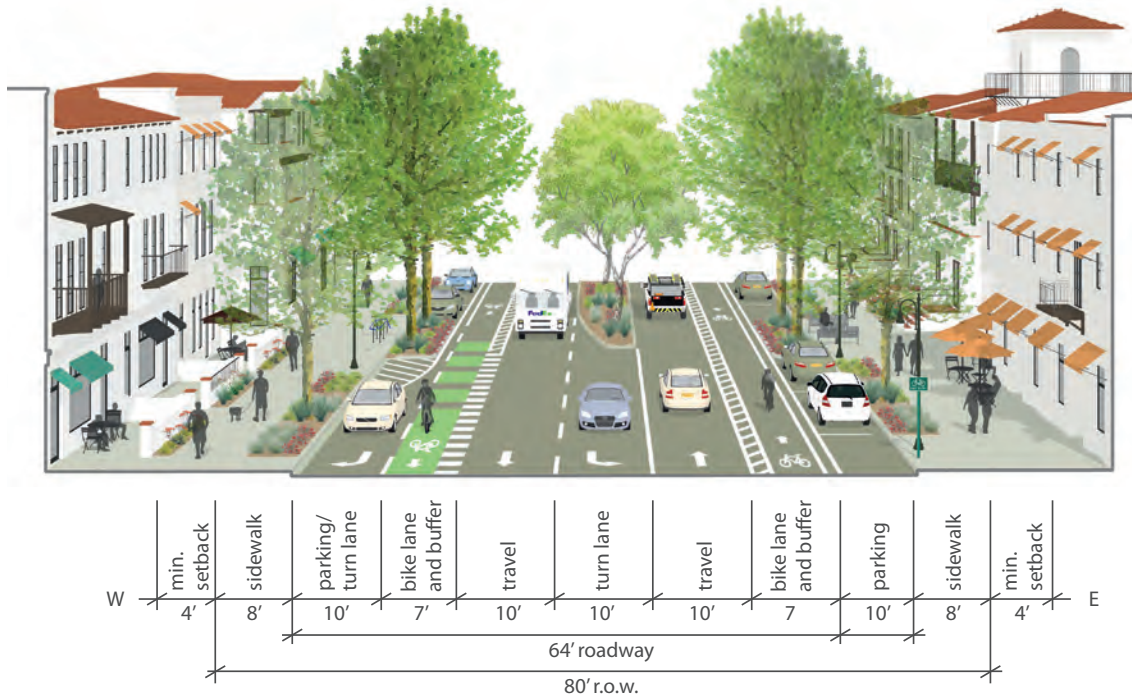 FedEx
W
min.
setback
sidewalk
parking/
turn lane
bike lane
and buffer
travel
turn lane
travel
bike lane
and buffer
parking
sidewalk
min.
setback
E
4’
8’
10’
7’
10’
10’
10’
7
10’
8’
4’
64’ roadway
80’ r.o.w.